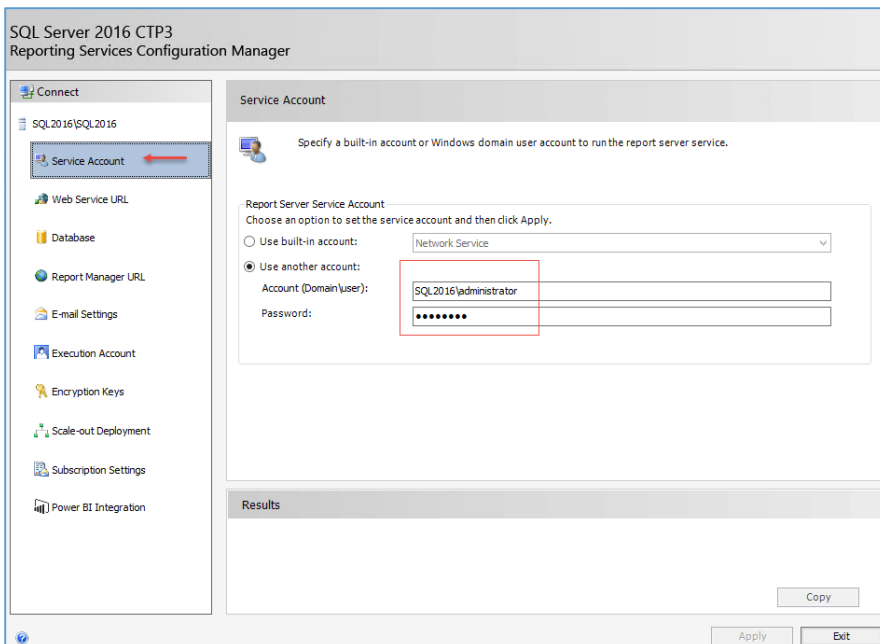 SQL Server 2016 CTP3
Reporting Services Configuration Manager
Connect
SQL2016\SQL2016
Service Account
Web Service URL
Database
Report Manager URL
E-mail Settings
Execution Account
Encryption Keys
Scale-out Deployment
Subscription Settings
Power BI Integration
Service Account
Specify a built-in account or Windows domain user account to run the report server service.
Report Server Service Account
Choose an option to set the service account and then click Apply.
Use built-in account:
Network Service
Use another account:
Account (Domain\user):
SQL2016\administrator
Password:
●●●●●●●●
Results
Copy
Apply
Exit